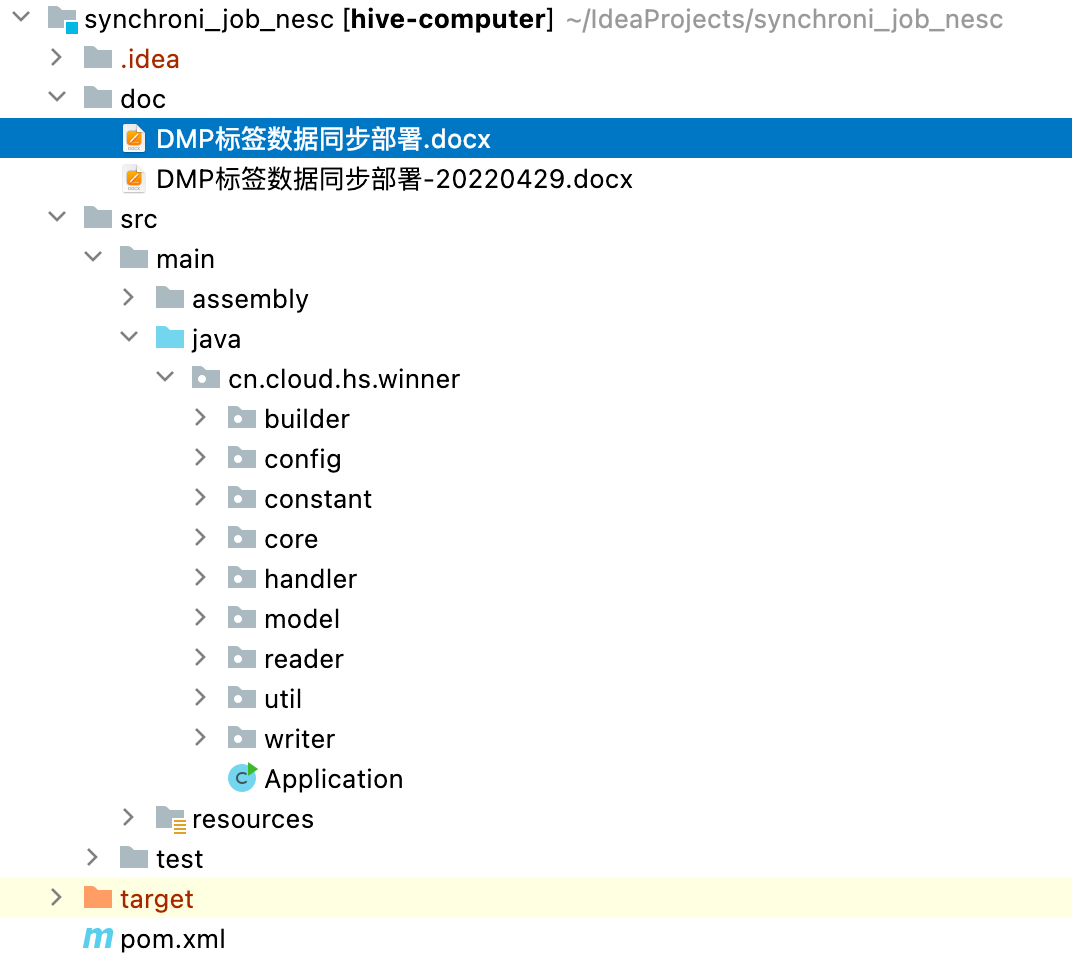 synchroni_job_nesc [hive-computer] ~/IdeaProjects/synchroni_job_nesc
.idea
doc
DMP标签数据同步部署.docx
DMP标签数据同步部署-20220429.docx
src
main
assembly
java
cn.cloud.hs.winner
builder
config
constant
core
handler
model
reader
util
writer
C Application
resources
test
target
m pom.xml